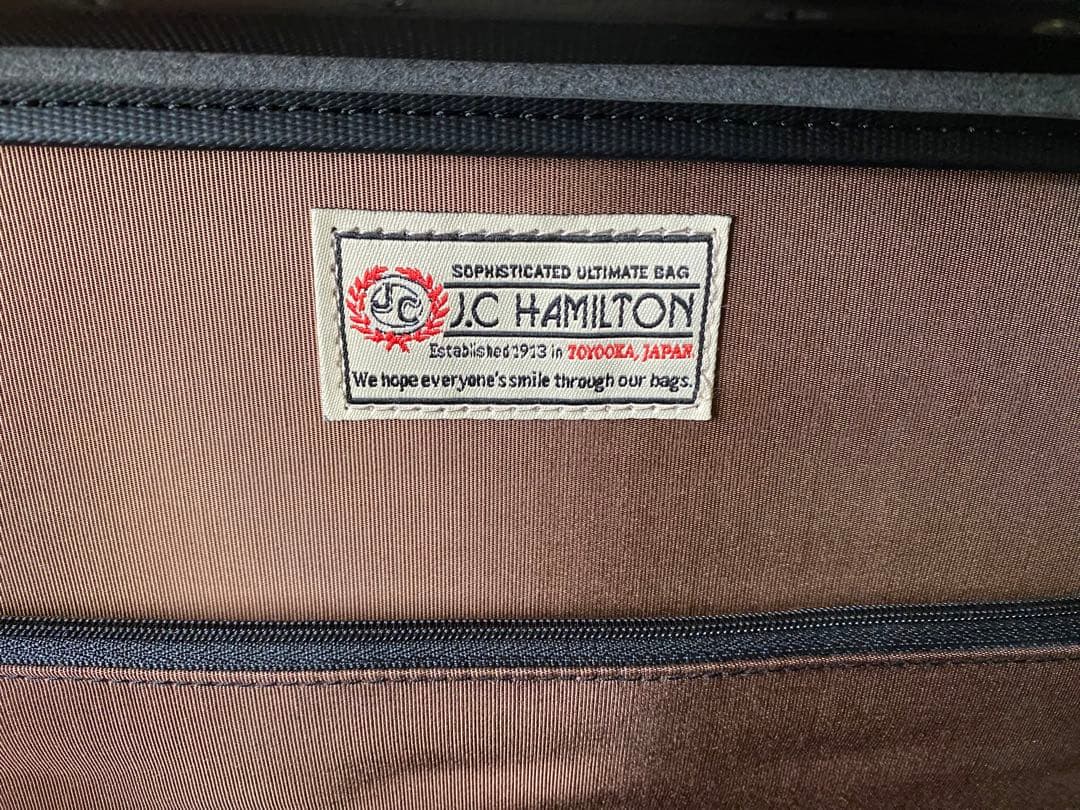 SOPHISTICATED ULTIMATE BAG
JC
J.C HAMILTON
Established 1913 in TOYOOKA, JAPAN
We hope everyone's smile through our bags.